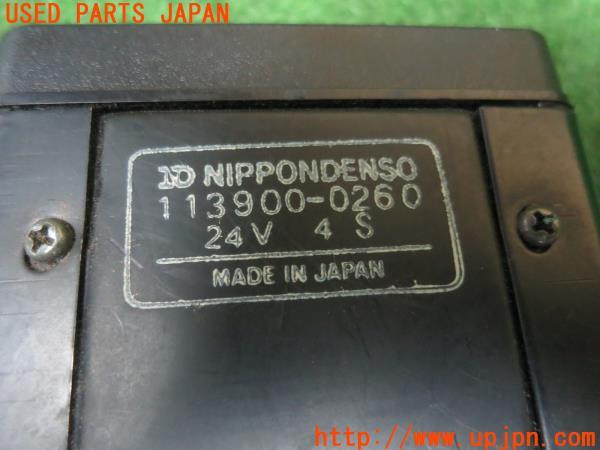 USED PARTS JAPAN
ND NIPPONDENSO
113900-0260
24V 4 S
MADE IN JAPAN
http://www.upjpn.com/